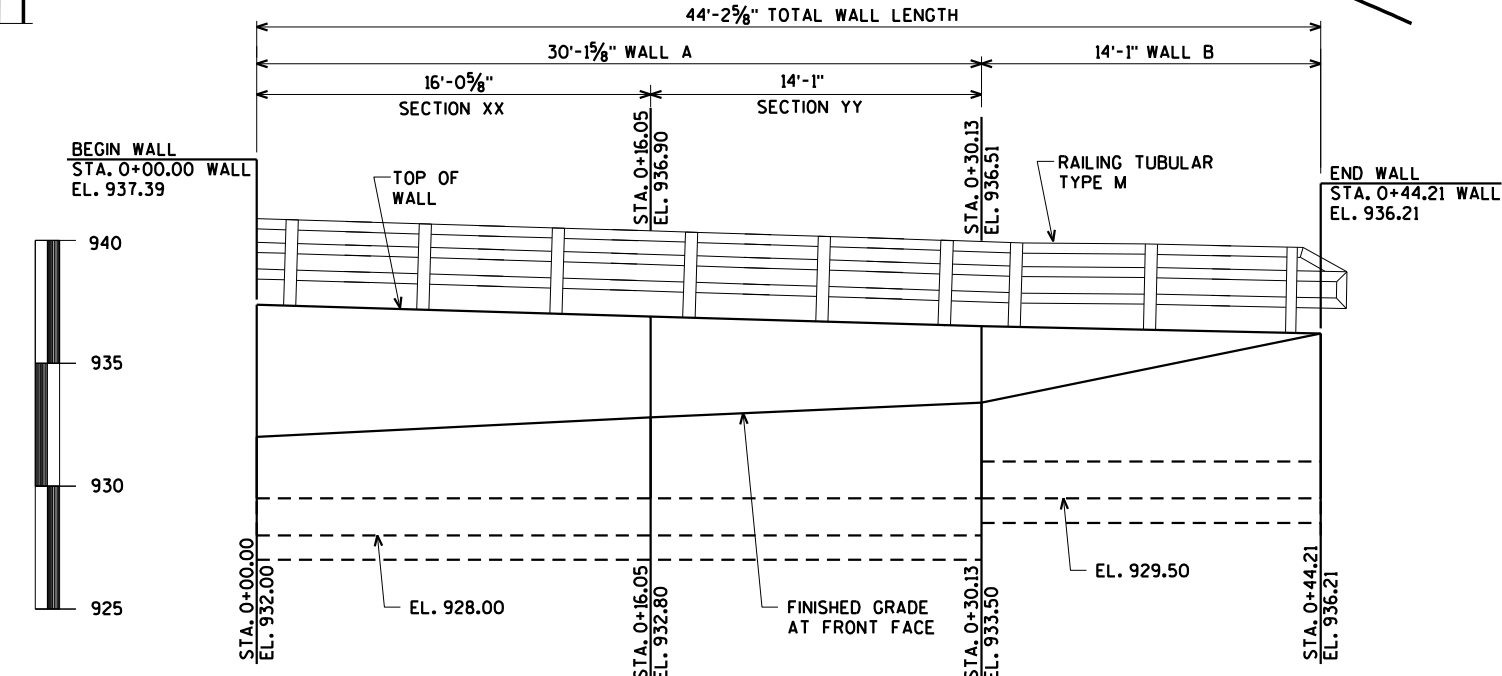 44'-2⅝" TOTAL WALL LENGTH
30'-1⅝" WALL A
14'-1" WALL B
16'-0⅝"
SECTION XX
14'-1"
SECTION YY
BEGIN WALL
STA. 0+00.00 WALL
EL. 937.39
TOP OF
WALL
STA. 0+16.05
EL. 936.90
STA. 0+30.13
EL. 936.51
RAILING TUBULAR
TYPE M
END WALL
STA. 0+44.21 WALL
EL. 936.21
940
935
930
925
STA. 0+00.00
EL. 932.00
EL. 928.00
STA. 0+16.05
EL. 932.80
FINISHED GRADE
AT FRONT FACE
STA. 0+30.13
EL. 933.50
EL. 929.50
STA. 0+44.21
EL. 936.21